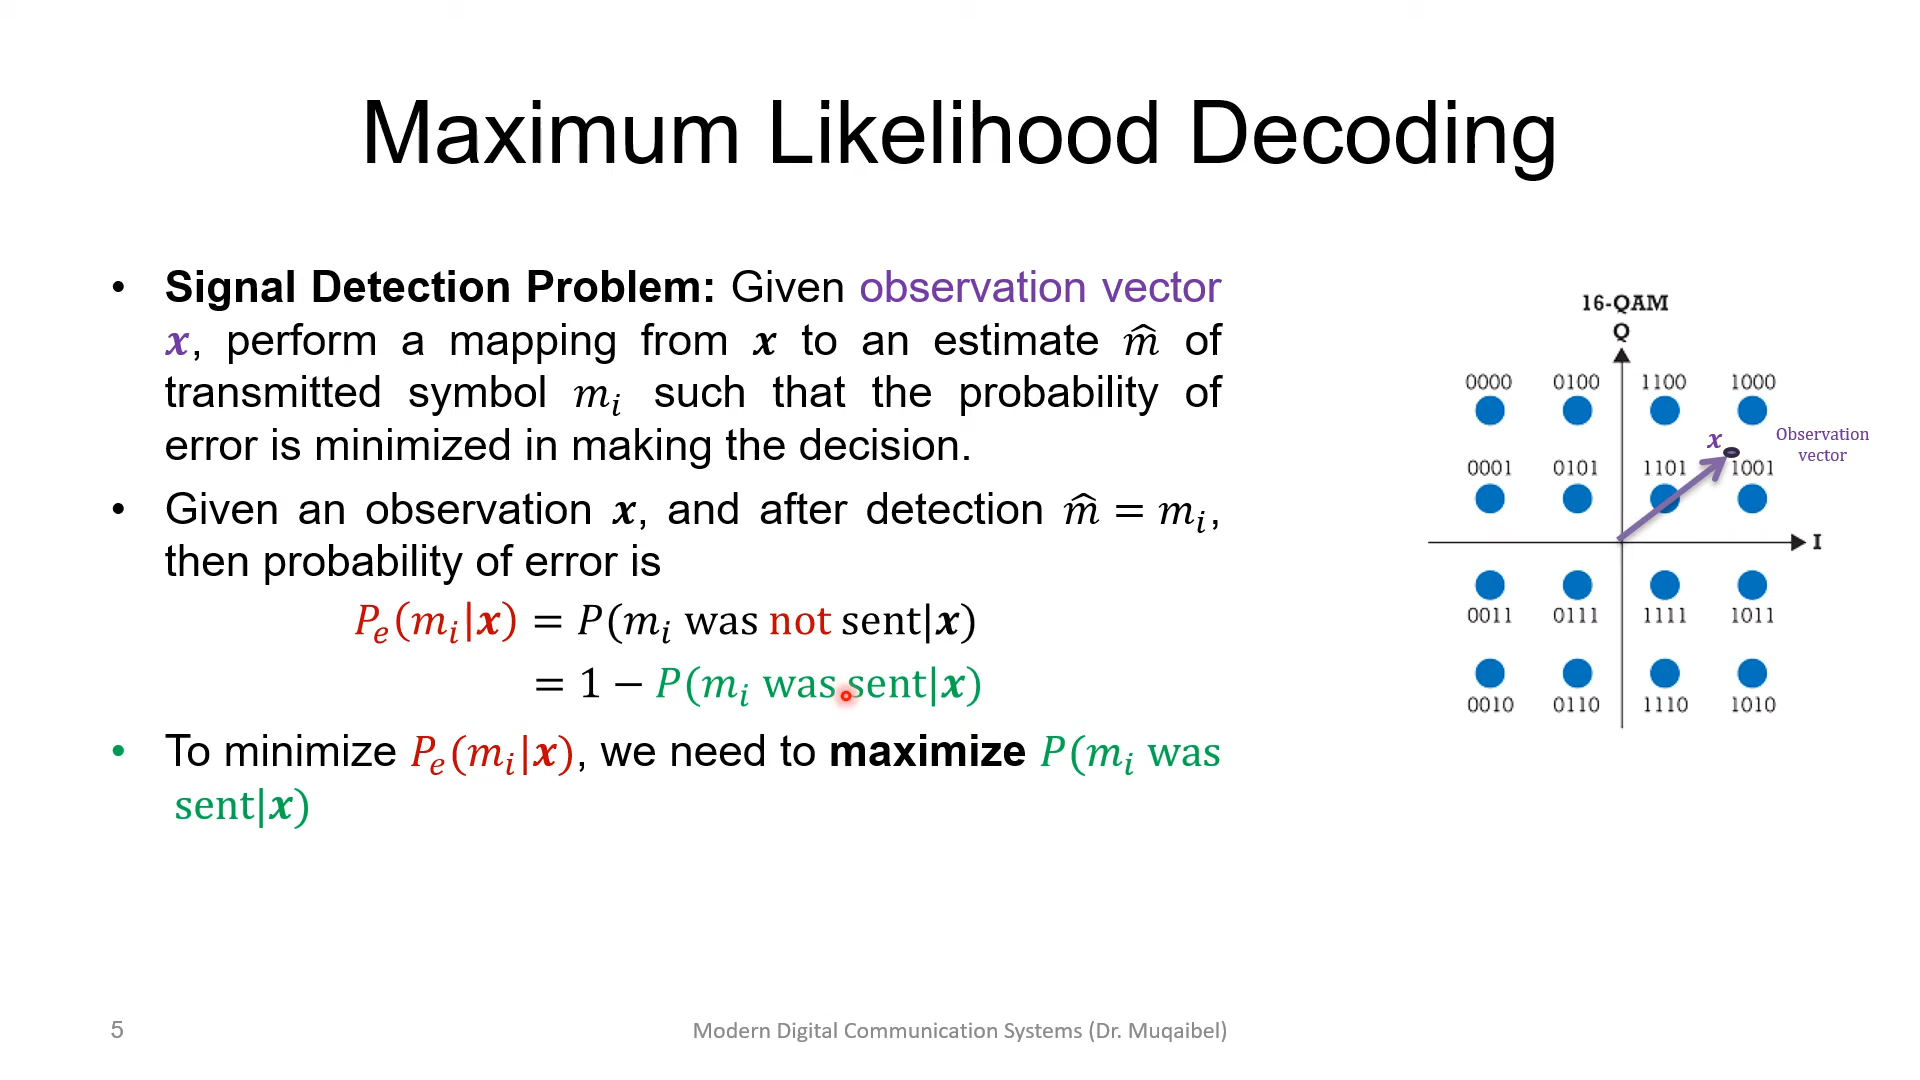 Maximum Likelihood Decoding
• Signal Detection Problem: Given observation vector
x, perform a mapping from x to an estimate m̂ of
transmitted symbol mᵢ such that the probability of
error is minimized in making the decision.
• Given an observation x, and after detection m̂ = mᵢ,
then probability of error is
Pₑ(mᵢ|x) = P(mᵢ was not sent|x)
= 1 − P(mᵢ was sent|x)
• To minimize Pₑ(mᵢ|x), we need to maximize P(mᵢ was
sent|x)
16-QAM
Q
0000 0100 1100 1000
x Observation
vector
0001 0101 1101 1001
I
0011 0111 1111 1011
0010 0110 1110 1010
5
Modern Digital Communication Systems (Dr. Muqaibel)